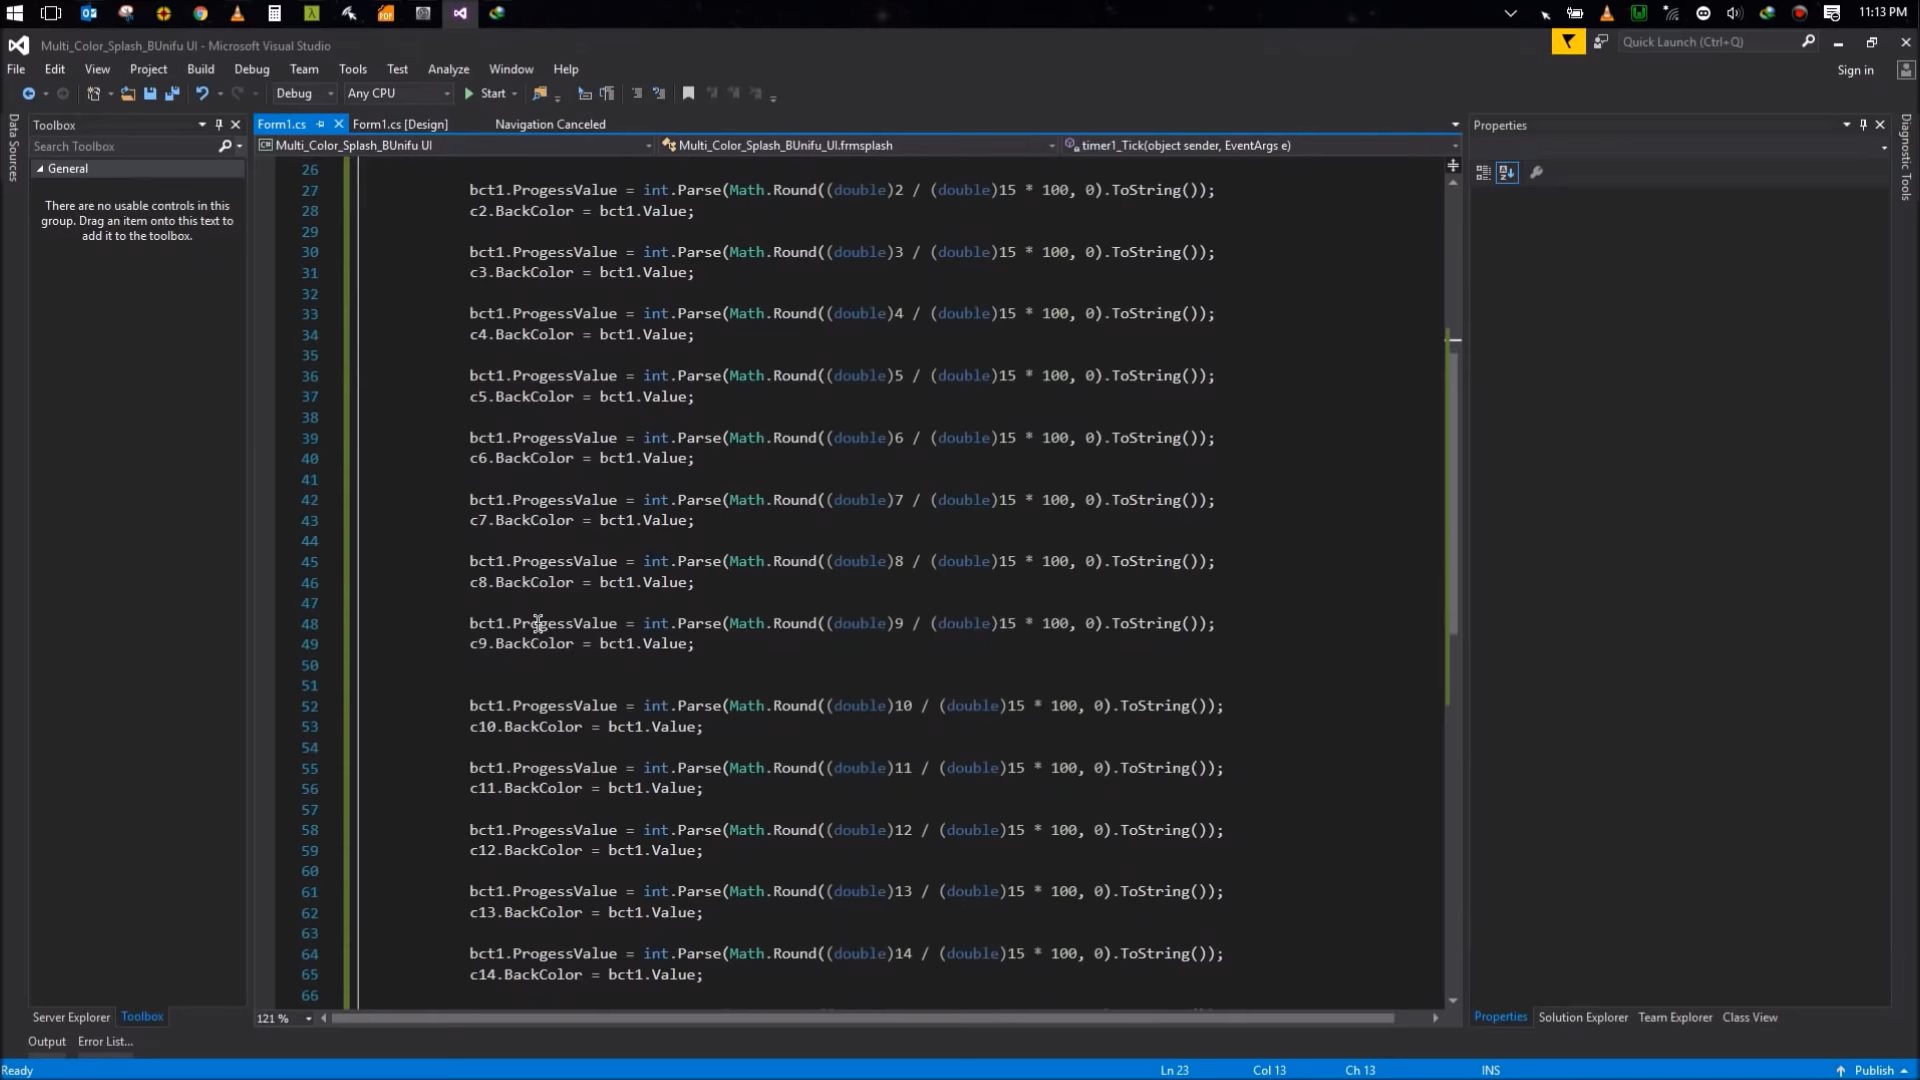 11:13 PM
Multi_Color_Splash_BUnifu UI - Microsoft Visual Studio
Quick Launch (Ctrl+Q)
File Edit View Project Build Debug Team Tools Test Analyze Window Help
Sign in
Debug Any CPU Start
Data Sources
Toolbox
Search Toolbox
General
There are no usable controls in this
group. Drag an item onto this text to
add it to the toolbox.
Form1.cs Form1.cs [Design] Navigation Canceled
Multi_Color_Splash_BUnifu UI Multi_Color_Splash_BUnifu_UI.frmsplash timer1_Tick(object sender, EventArgs e)
26
27 bct1.ProgessValue = int.Parse(Math.Round((double)2 / (double)15 * 100, 0).ToString());
28 c2.BackColor = bct1.Value;
29
30 bct1.ProgessValue = int.Parse(Math.Round((double)3 / (double)15 * 100, 0).ToString());
31 c3.BackColor = bct1.Value;
32
33 bct1.ProgessValue = int.Parse(Math.Round((double)4 / (double)15 * 100, 0).ToString());
34 c4.BackColor = bct1.Value;
35
36 bct1.ProgessValue = int.Parse(Math.Round((double)5 / (double)15 * 100, 0).ToString());
37 c5.BackColor = bct1.Value;
38
39 bct1.ProgessValue = int.Parse(Math.Round((double)6 / (double)15 * 100, 0).ToString());
40 c6.BackColor = bct1.Value;
41
42 bct1.ProgessValue = int.Parse(Math.Round((double)7 / (double)15 * 100, 0).ToString());
43 c7.BackColor = bct1.Value;
44
45 bct1.ProgessValue = int.Parse(Math.Round((double)8 / (double)15 * 100, 0).ToString());
46 c8.BackColor = bct1.Value;
47
48 bct1.ProgessValue = int.Parse(Math.Round((double)9 / (double)15 * 100, 0).ToString());
49 c9.BackColor = bct1.Value;
50
51
52 bct1.ProgessValue = int.Parse(Math.Round((double)10 / (double)15 * 100, 0).ToString());
53 c10.BackColor = bct1.Value;
54
55 bct1.ProgessValue = int.Parse(Math.Round((double)11 / (double)15 * 100, 0).ToString());
56 c11.BackColor = bct1.Value;
57
58 bct1.ProgessValue = int.Parse(Math.Round((double)12 / (double)15 * 100, 0).ToString());
59 c12.BackColor = bct1.Value;
60
61 bct1.ProgessValue = int.Parse(Math.Round((double)13 / (double)15 * 100, 0).ToString());
62 c13.BackColor = bct1.Value;
63
64 bct1.ProgessValue = int.Parse(Math.Round((double)14 / (double)15 * 100, 0).ToString());
65 c14.BackColor = bct1.Value;
66
121 %
Properties
Diagnostic Tools
Server Explorer Toolbox
Properties Solution Explorer Team Explorer Class View
Output Error List...
Ready Ln 23 Col 13 Ch 13 INS Publish